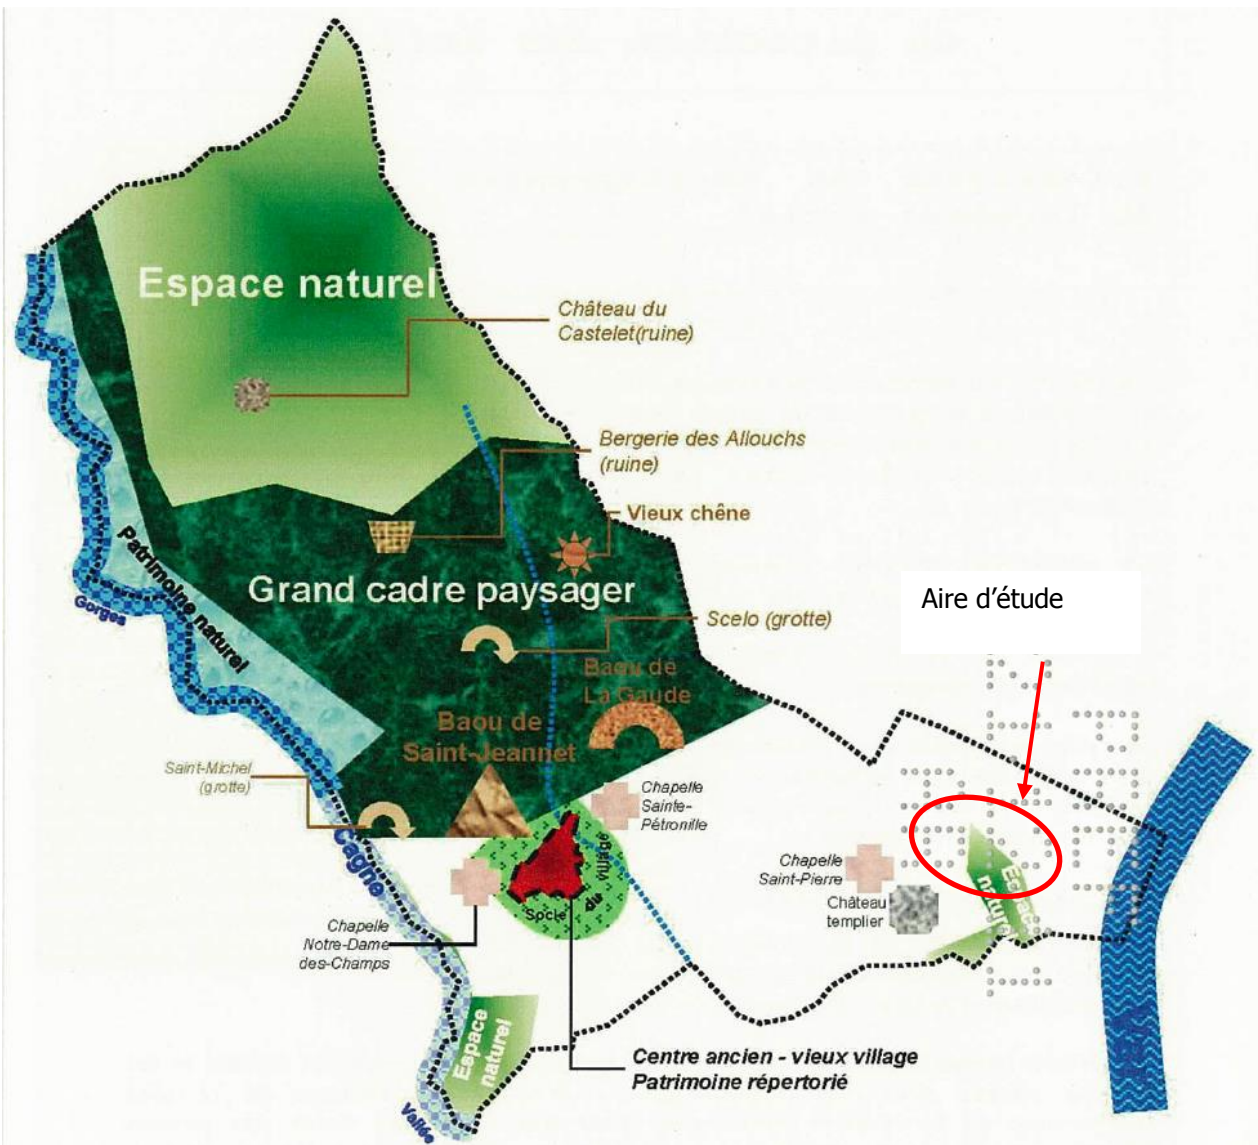 Espace naturel
Château du
Castelet(ruine)
Bergerie des Allouchs
(ruine)
Vieux chêne
Patrimoine naturel
Gorges
Grand cadre paysager
Aire d'étude
Scelo (grotte)
Baou de
La Gaude
Baou de
Saint-Jeannet
Saint-Michel
(grotte)
Chapelle
Sainte-
Pétronille
Cagne
Chapelle
Saint-Pierre
Château
templier
Espace
naturel
Socle du village
Chapelle
Notre-Dame
des-Champs
Espace
naturel
Centre ancien - vieux village
Patrimoine répertorié
Vallée